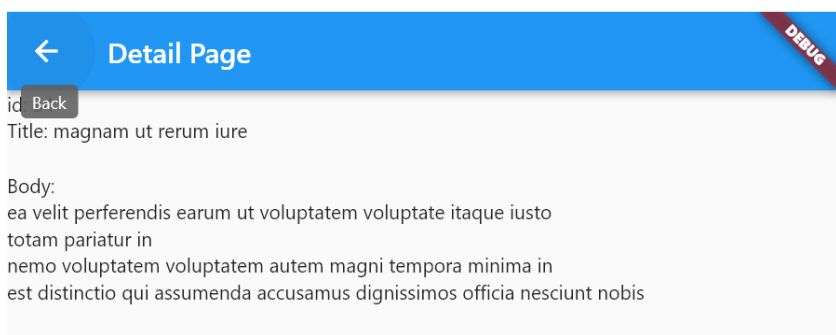 Detail Page
DEBUG
Back
id
Title: magnam ut rerum iure
Body:
ea velit perferendis earum ut voluptatem voluptate itaque iusto
totam pariatur in
nemo voluptatem voluptatem autem magni tempora minima in
est distinctio qui assumenda accusamus dignissimos officia nesciunt nobis